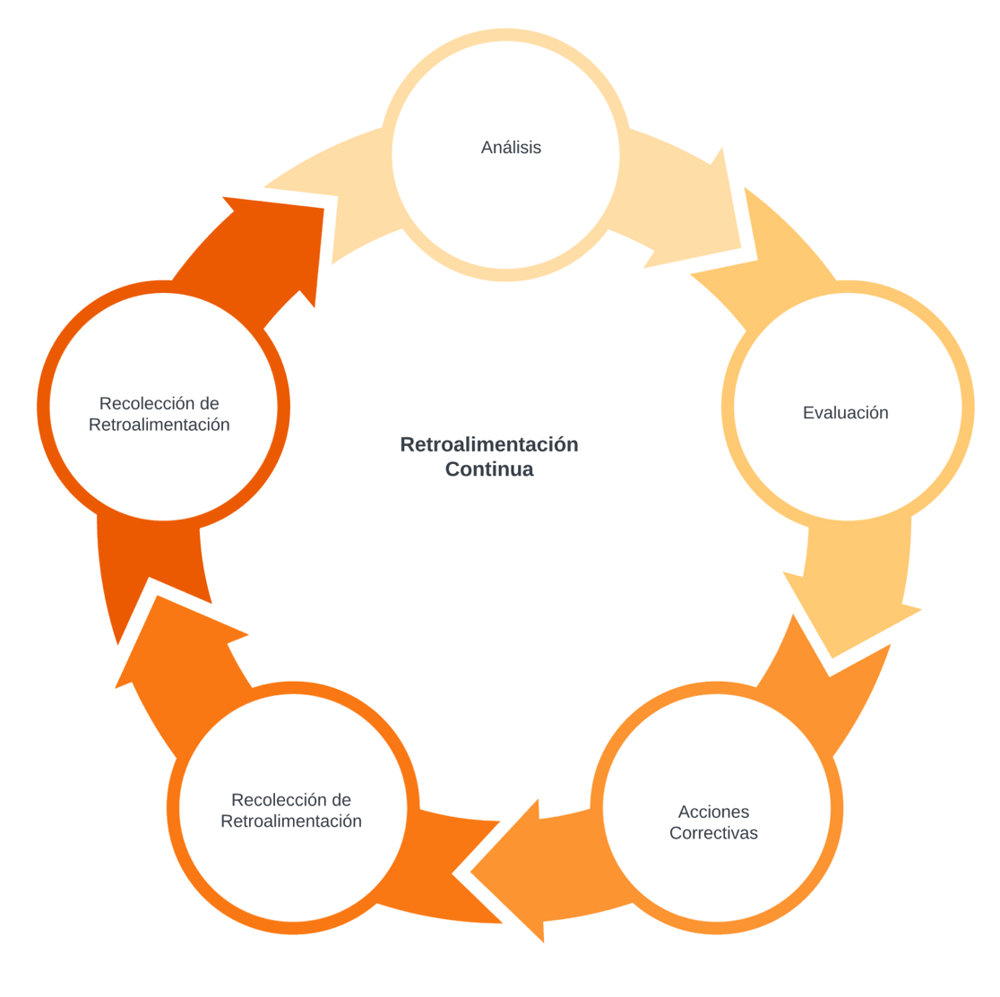 Análisis
Recolección de
Retroalimentación
Evaluación
Retroalimentación
Continua
Recolección de
Retroalimentación
Acciones
Correctivas